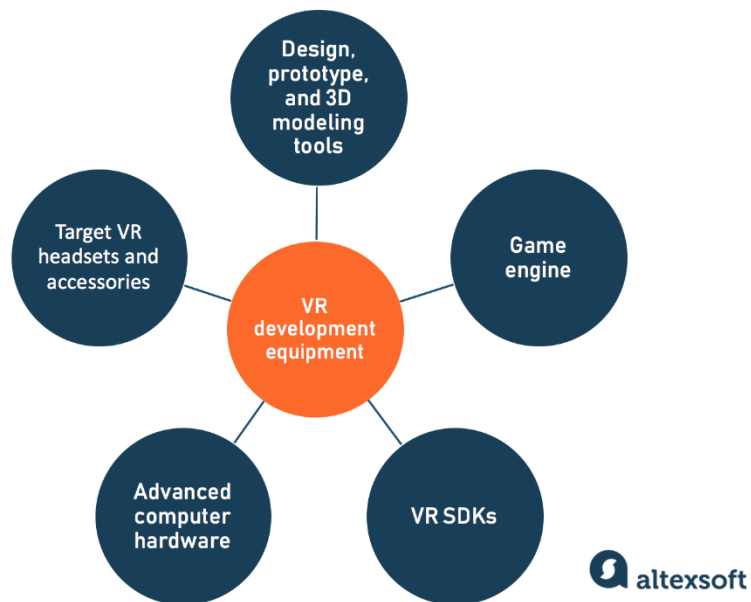 Design,
prototype,
and 3D
modeling
tools
Target VR
headsets and
accessories
Game
engine
VR
development
equipment
Advanced
computer
hardware
VR SDKs
altexsoft